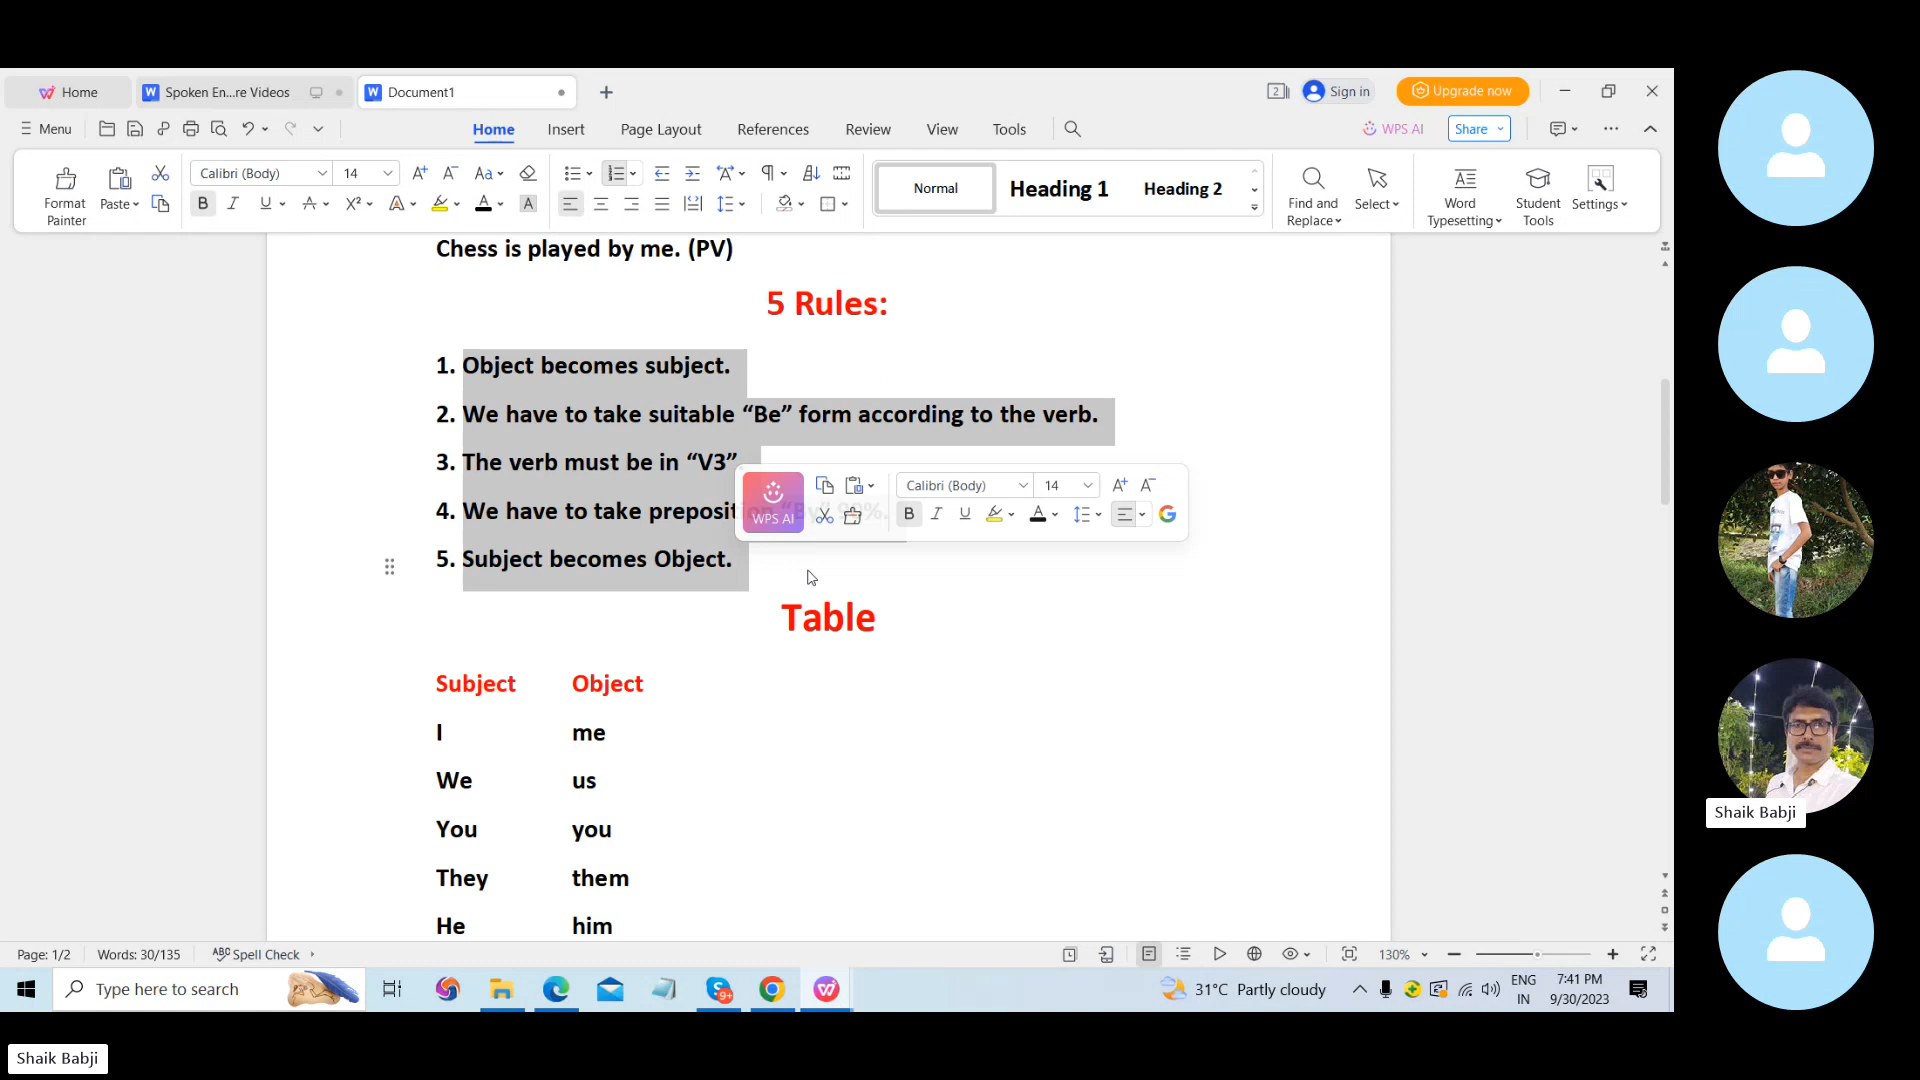 Home
Spoken En...re Videos
Document1
2
Sign in
Upgrade now
Menu
Home
Insert
Page Layout
References
Review
View
Tools
WPS AI
Share
Format Painter
Paste
Calibri (Body)
14
Normal
Heading 1
Heading 2
Find and Replace
Select
Word Typesetting
Student Tools
Settings
Chess is played by me. (PV)
5 Rules:
1. Object becomes subject.
2. We have to take suitable “Be” form according to the verb.
3. The verb must be in “V3”
4. We have to take preposition “By” 90%.
5. Subject becomes Object.
WPS AI
Calibri (Body)
14
Table
Subject Object
I me
We us
You you
They them
He him
Page: 1/2
Words: 30/135
Spell Check
130%
Type here to search
9+
31°C Partly cloudy
ENG
IN
7:41 PM
9/30/2023
Shaik Babji
Shaik Babji